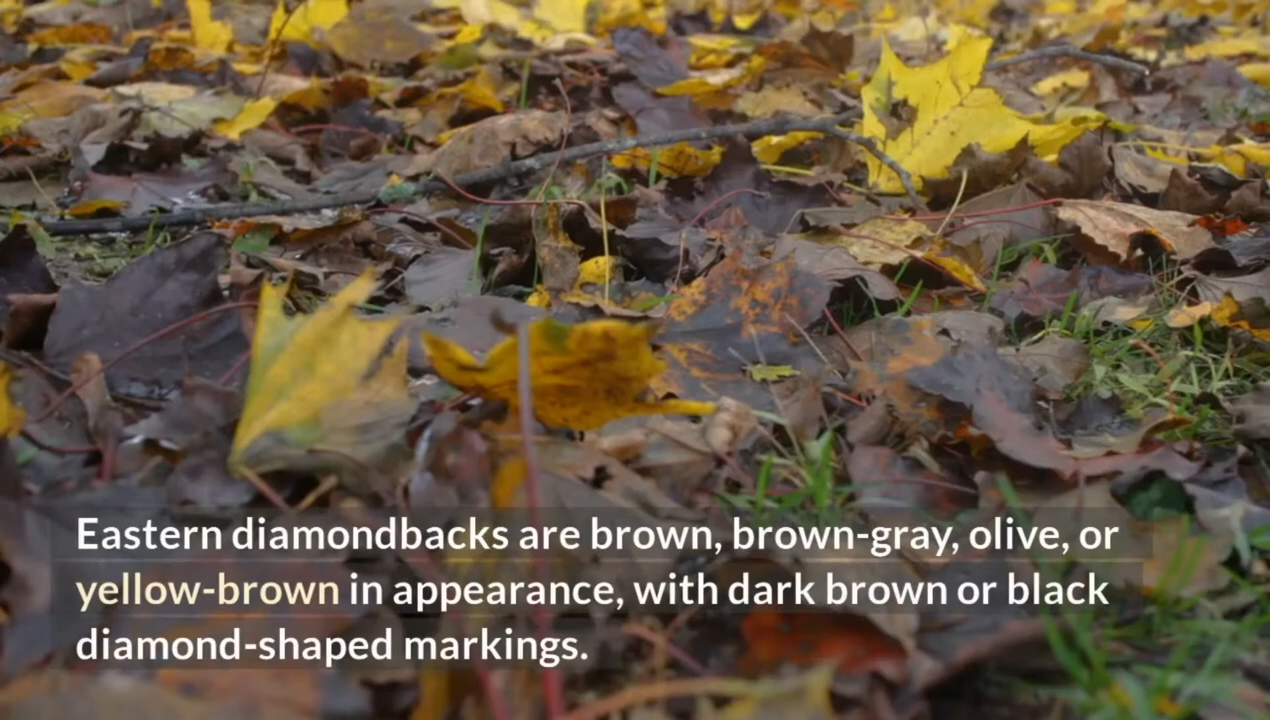 Eastern diamondbacks are brown, brown-gray, olive, or
yellow-brown in appearance, with dark brown or black
diamond-shaped markings.